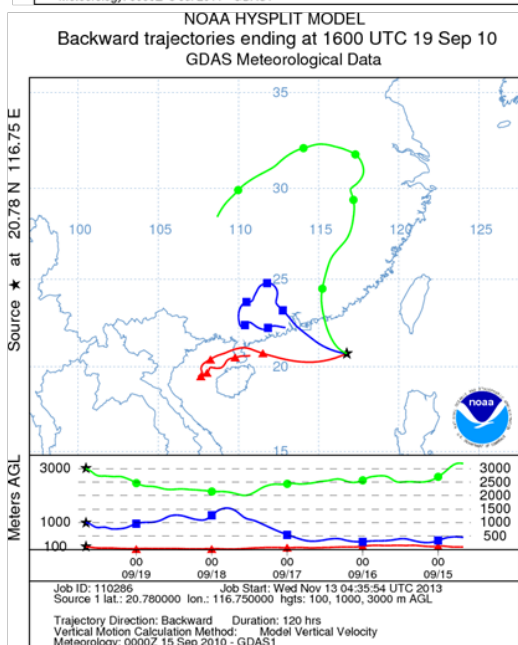 NOAA HYSPLIT MODEL
Backward trajectories ending at 1600 UTC 19 Sep 10
GDAS Meteorological Data
Source ★ at 20.78 N 116.75 E
35
30
100 105 110 115 120 125
25
20
15
noaa
Meters AGL
3000 3000
2500
2000
1500
1000 1000
500
100
00 00 00 00 00
09/19 09/18 09/17 09/16 09/15
Job ID: 110286 Job Start: Wed Nov 13 04:35:54 UTC 2013
Source 1 lat.: 20.780000 lon.: 116.750000 hgts: 100, 1000, 3000 m AGL
Trajectory Direction: Backward Duration: 120 hrs
Vertical Motion Calculation Method: Model Vertical Velocity
Meteorology: 0000Z 15 Sep 2010 - GDAS1